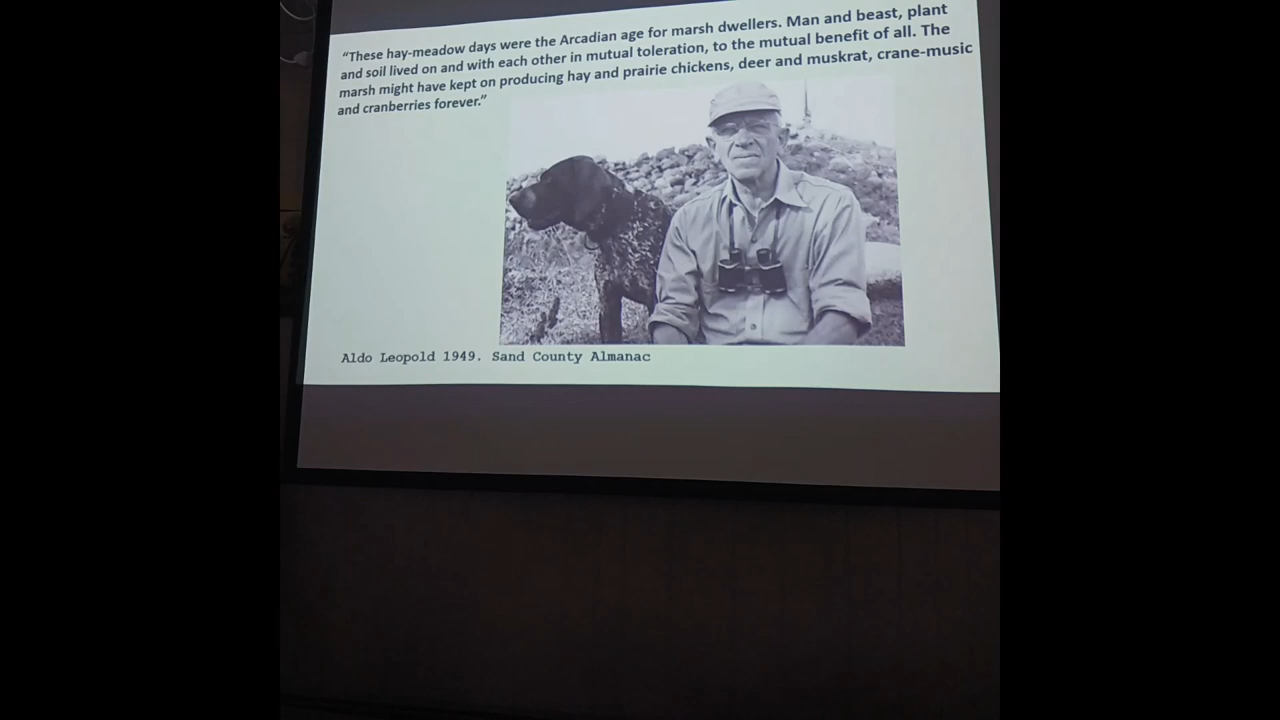 “These hay-meadow days were the Arcadian age for marsh dwellers. Man and beast, plant
and soil lived on and with each other in mutual toleration, to the mutual benefit of all. The
marsh might have kept on producing hay and prairie chickens, deer and muskrat, crane-music
and cranberries forever.”
Aldo Leopold 1949. Sand County Almanac